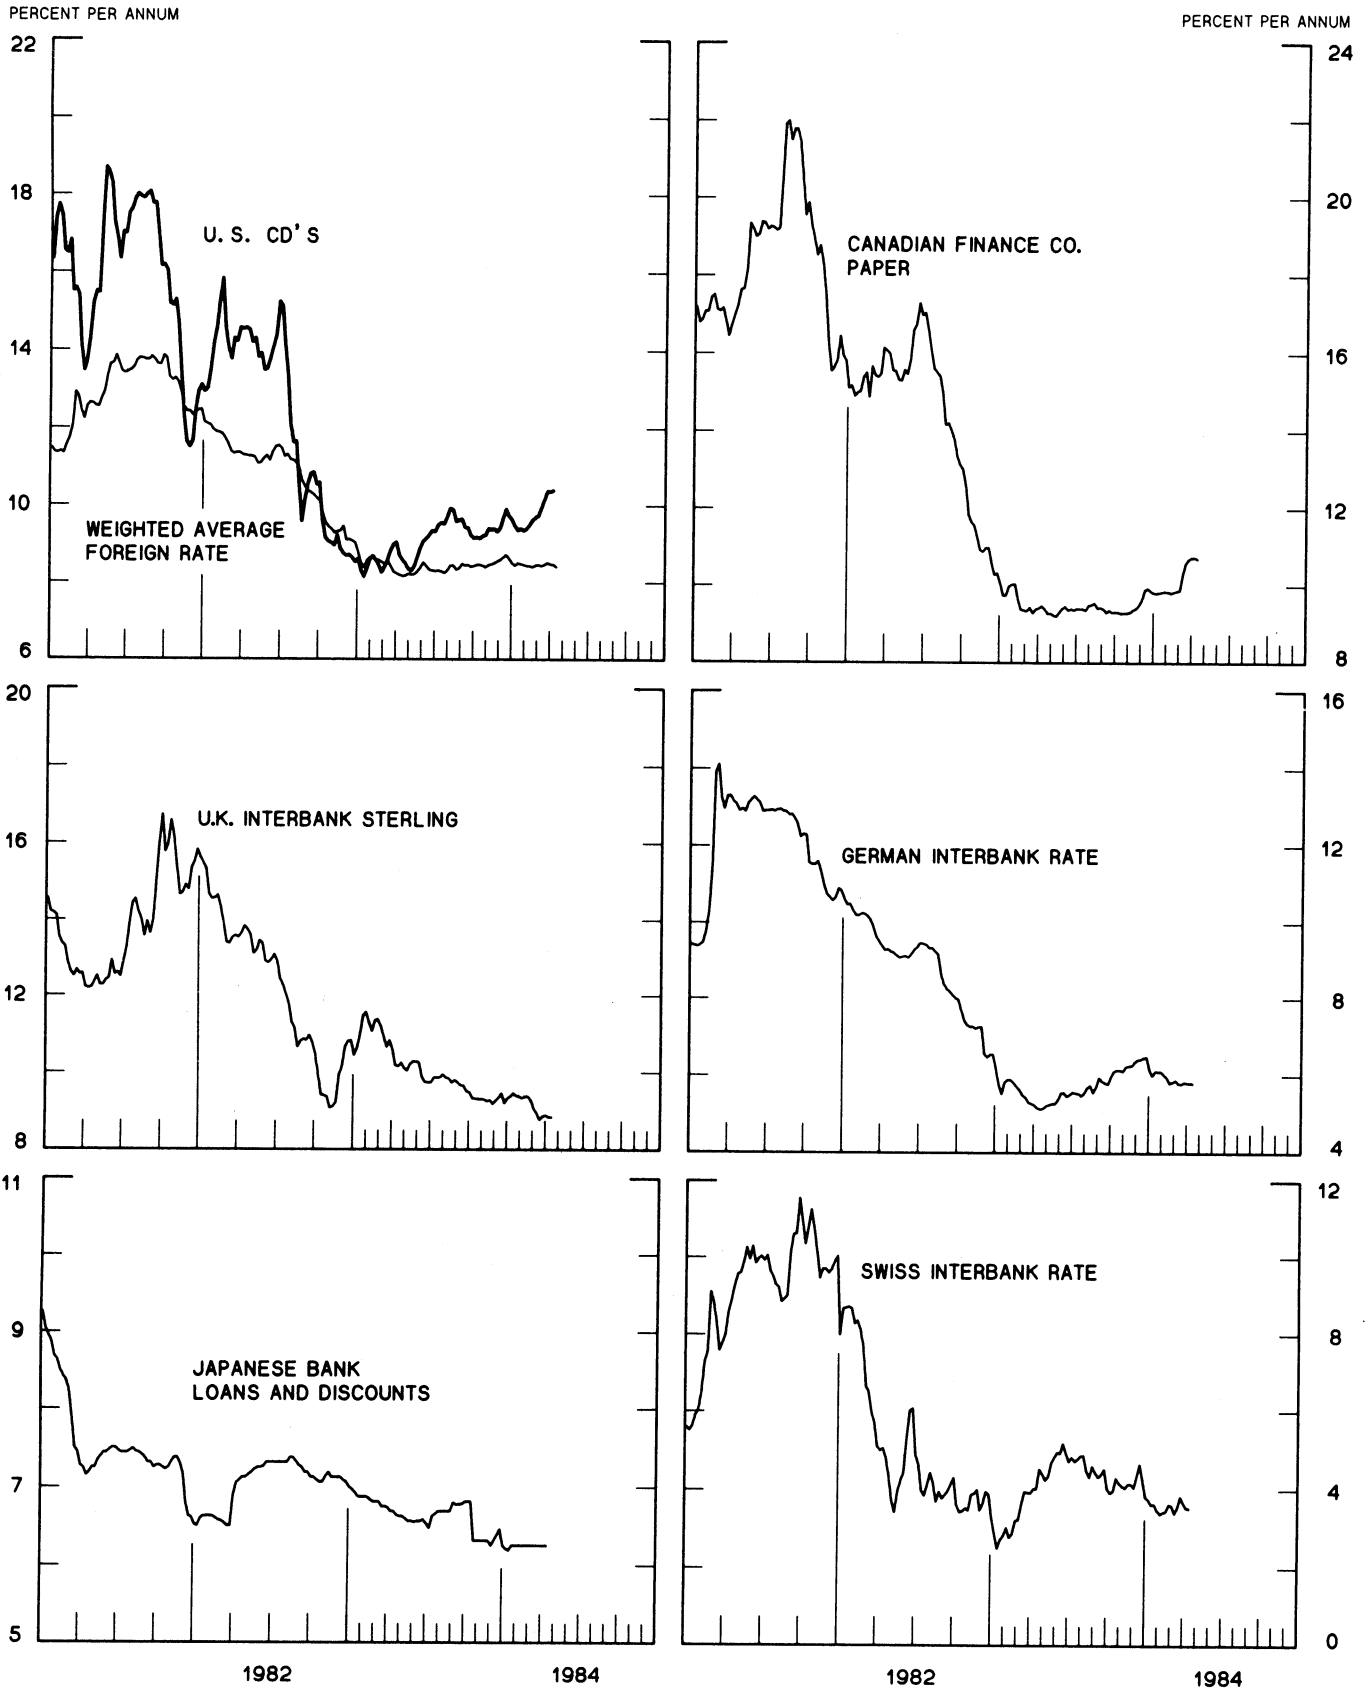 PERCENT PER ANNUM
PERCENT PER ANNUM
22
18
14
10
6
U. S. CD'S
WEIGHTED AVERAGE
FOREIGN RATE
24
20
16
12
8
CANADIAN FINANCE CO.
PAPER
20
16
12
8
U.K. INTERBANK STERLING
16
12
8
4
GERMAN INTERBANK RATE
11
9
7
5
JAPANESE BANK
LOANS AND DISCOUNTS
1982
1984
12
8
4
0
SWISS INTERBANK RATE
1982
1984